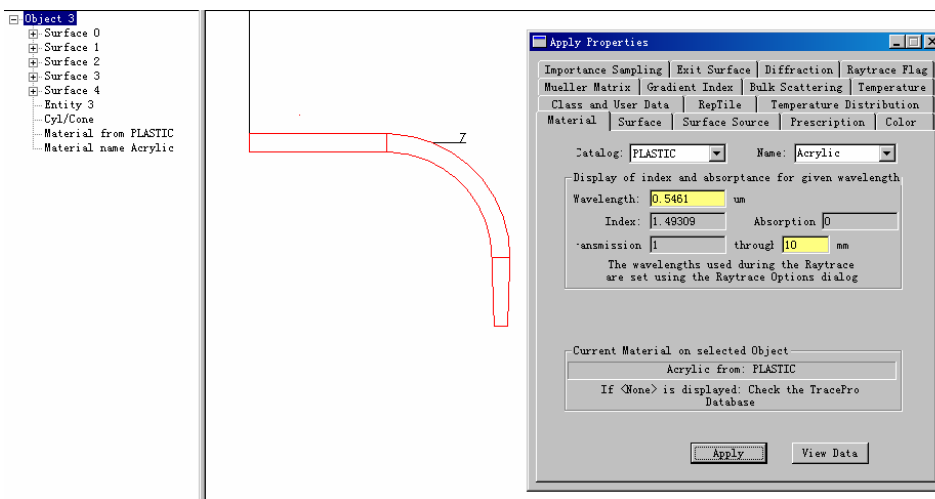 Object 3
Surface 0
Surface 1
Surface 2
Surface 3
Surface 4
Entity 3
Cyl/Cone
Material from PLASTIC
Material name Acrylic
Z
Apply Properties
Importance Sampling Exit Surface Diffraction Raytrace Flag
Mueller Matrix Gradient Index Bulk Scattering Temperature
Class and User Data RepTile Temperature Distribution
Material Surface Surface Source Prescription Color
Catalog: PLASTIC Name: Acrylic
Display of index and absorptance for given wavelength
Wavelength: 0.5461 um
Index: 1.49309 Absorption 0
ransmission 1 through 10 mm
The wavelengths used during the Raytrace
are set using the Raytrace Options dialog
Current Material on selected Object
Acrylic from: PLASTIC
If <None> is displayed: Check the TracePro
Database
Apply View Data